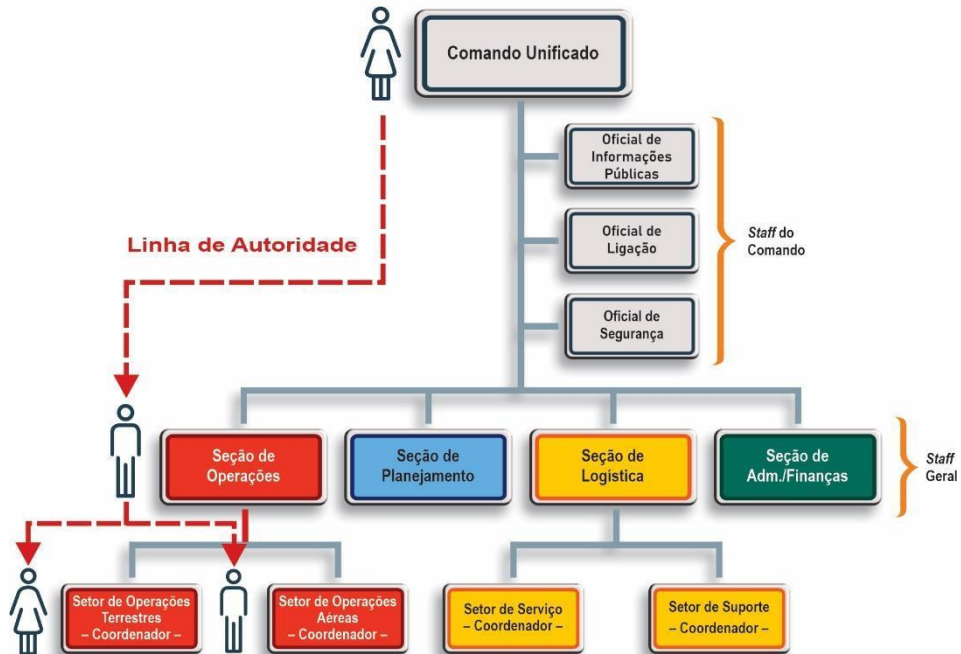 Comando Unificado
Oficial de
Informações
Públicas
Linha de Autoridade
Oficial de
Ligação
Staff do
Comando
Oficial de
Segurança
Seção de
Operações
Seção de
Planejamento
Seção de
Logística
Seção de
Adm./Finanças
Staff
Geral
Setor de Operações
Terrestres
– Coordenador –
Setor de Operações
Aéreas
– Coordenador –
Setor de Serviço
– Coordenador –
Setor de Suporte
– Coordenador –